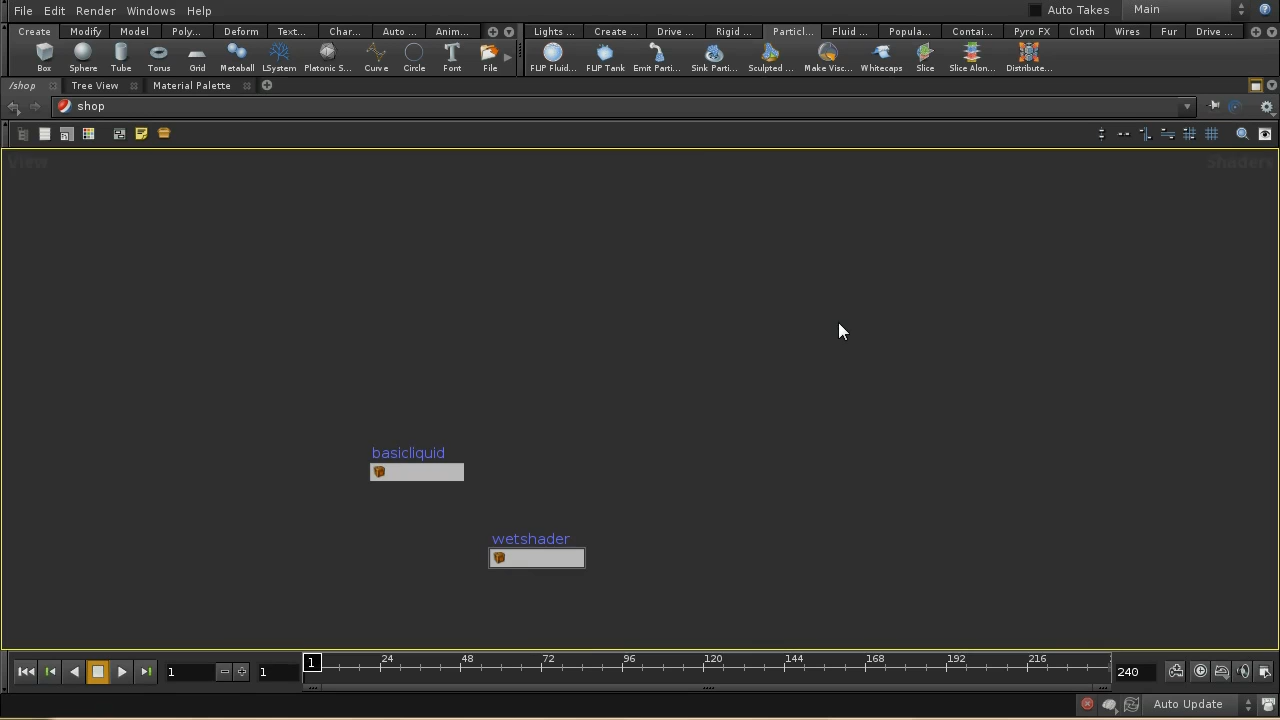 File Edit Render Windows Help Auto Takes Main
Create Modify Model Poly... Deform Text... Char... Auto ... Anim... Lights ... Create ... Drive ... Rigid ... Particl... Fluid ... Popula... Contai... Pyro FX Cloth Wires Fur Drive ...
Box Sphere Tube Torus Grid Metaball LSystem Platonic S... Curve Circle Font File FLIP Fluid... FLIP Tank Emit Parti... Sink Parti... Sculpted ... Make Visc... Whitecaps Slice Slice Alon... Distribute...
/shop Tree View Material Palette
shop
View Shaders
basicliquid
wetshader
1 1 1 24 48 72 96 120 144 168 192 216 240
Auto Update